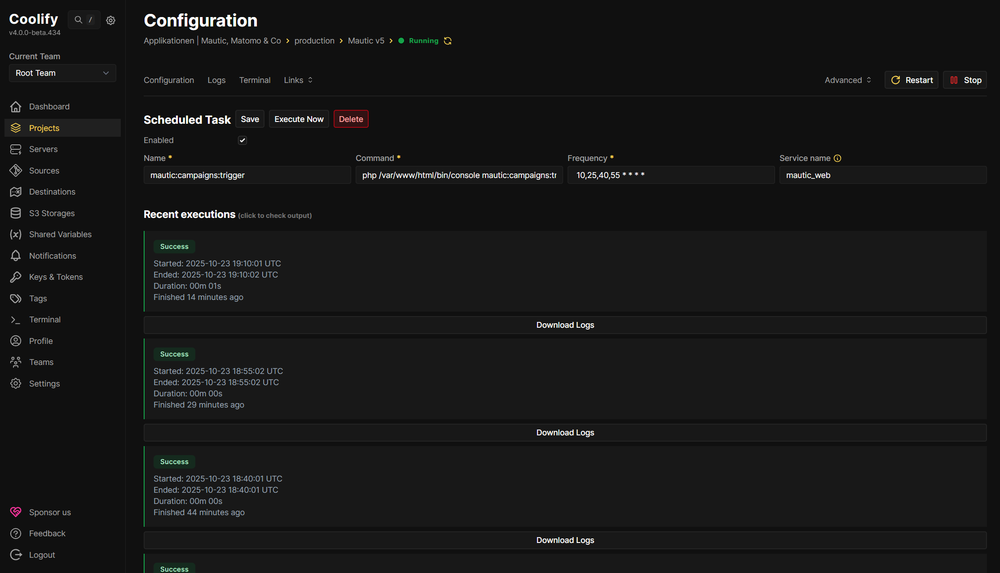 Coolify
/
v4.0.0-beta.434
Current Team
Root Team
Dashboard
Projects
Servers
Sources
Destinations
S3 Storages
Shared Variables
Notifications
Keys & Tokens
Tags
Terminal
Profile
Teams
Settings
Sponsor us
Feedback
Logout
Configuration
Applikationen | Mautic, Matomo & Co > production > Mautic v5 > Running
Configuration Logs Terminal Links Advanced Restart Stop
Scheduled Task Save Execute Now Delete
Enabled
Name * Command * Frequency * Service name
mautic:campaigns:trigger php /var/www/html/bin/console mautic:campaigns:tr 10,25,40,55 * * * * mautic_web
Recent executions (click to check output)
Success
Started: 2025-10-23 19:10:01 UTC
Ended: 2025-10-23 19:10:02 UTC
Duration: 00m 01s
Finished 14 minutes ago
Download Logs
Success
Started: 2025-10-23 18:55:02 UTC
Ended: 2025-10-23 18:55:02 UTC
Duration: 00m 00s
Finished 29 minutes ago
Download Logs
Success
Started: 2025-10-23 18:40:01 UTC
Ended: 2025-10-23 18:40:01 UTC
Duration: 00m 00s
Finished 44 minutes ago
Download Logs
Success